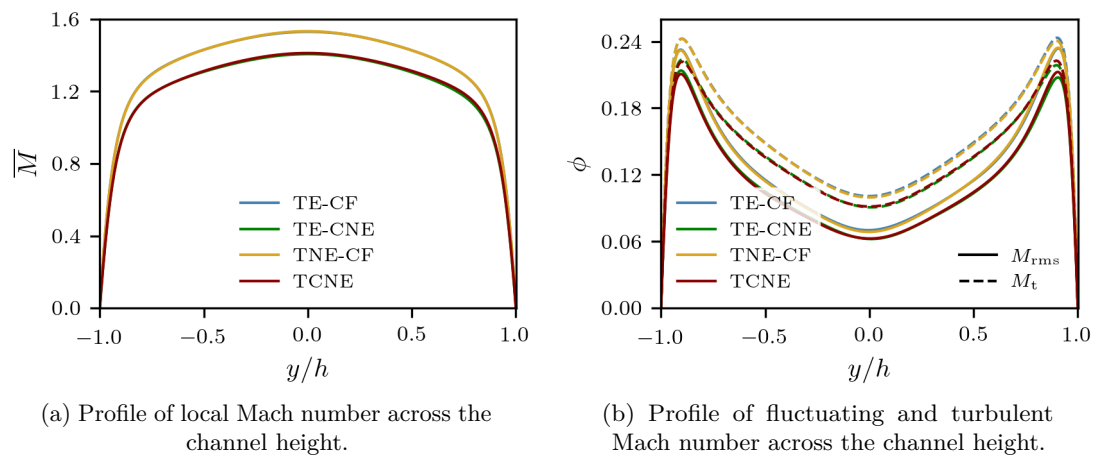 1.6
1.2
0.8
0.4
0.0
M
TE-CF
TE-CNE
TNE-CF
TCNE
−1.0
−0.5
0.0
0.5
1.0
y/h
(a) Profile of local Mach number across the
channel height.
0.24
0.18
0.12
0.06
0.00
ϕ
TE-CF
TE-CNE
TNE-CF
TCNE
Mrms
Mt
−1.0
−0.5
0.0
0.5
1.0
y/h
(b) Profile of fluctuating and turbulent
Mach number across the channel height.